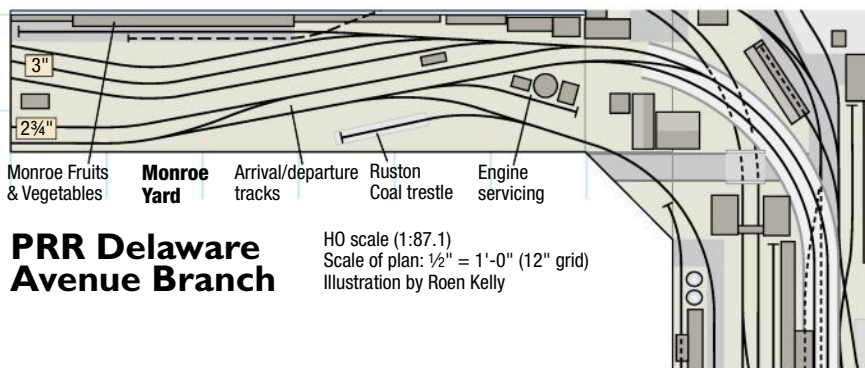 3"
2¾"
Monroe Fruits
& Vegetables
Monroe
Yard
Arrival/departure
tracks
Ruston
Coal trestle
Engine
servicing
PRR Delaware
Avenue Branch
HO scale (1:87.1)
Scale of plan: ½" = 1'-0" (12" grid)
Illustration by Roen Kelly